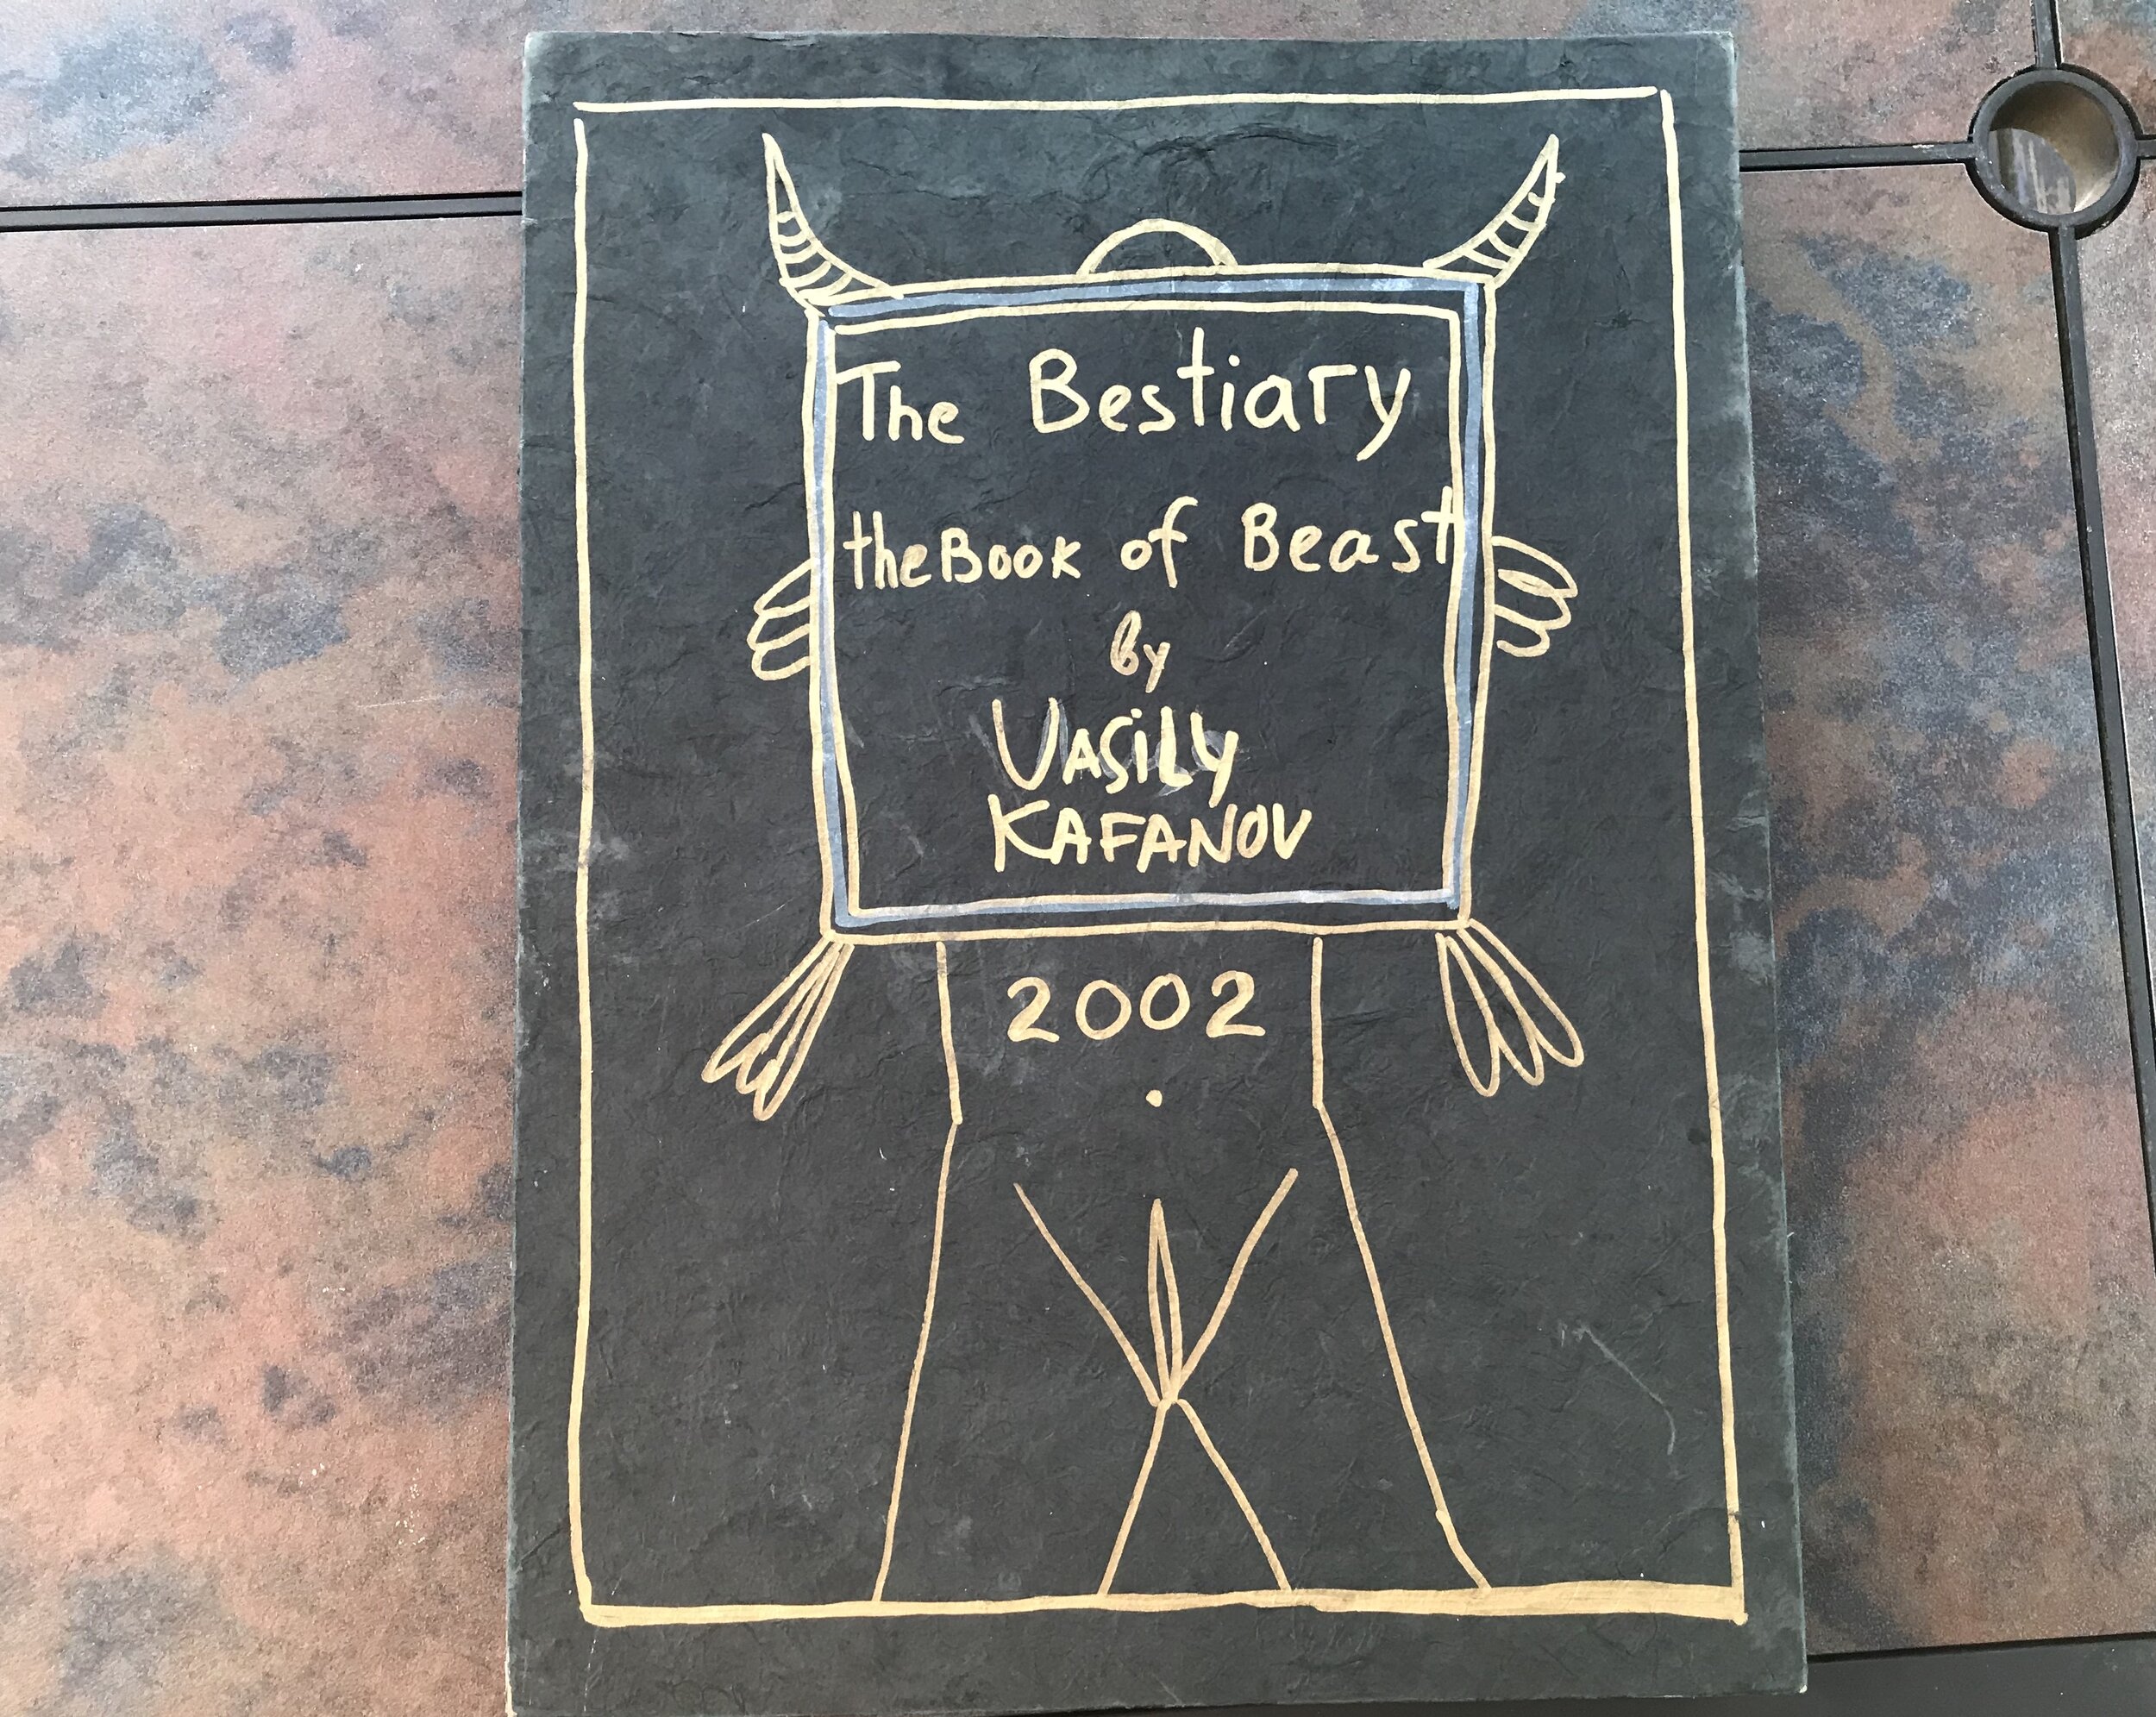 The Bestiary
the Book of Beast
by
VASiLy
KAFANOV
2002